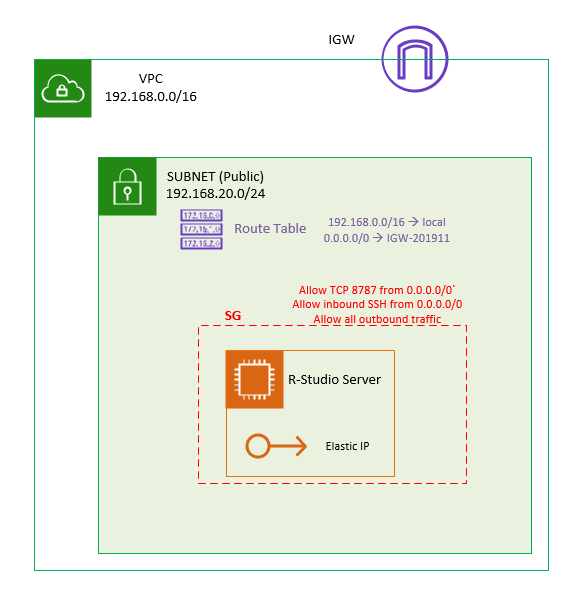 IGW
VPC
192.168.0.0/16
SUBNET (Public)
192.168.20.0/24
172.16.0.0
172.16.1.0
172.16.2.0
Route Table
192.168.0.0/16 → local
0.0.0.0/0 → IGW-201911
Allow TCP 8787 from 0.0.0.0/0`
Allow inbound SSH from 0.0.0.0/0
Allow all outbound traffic
SG
R-Studio Server
Elastic IP